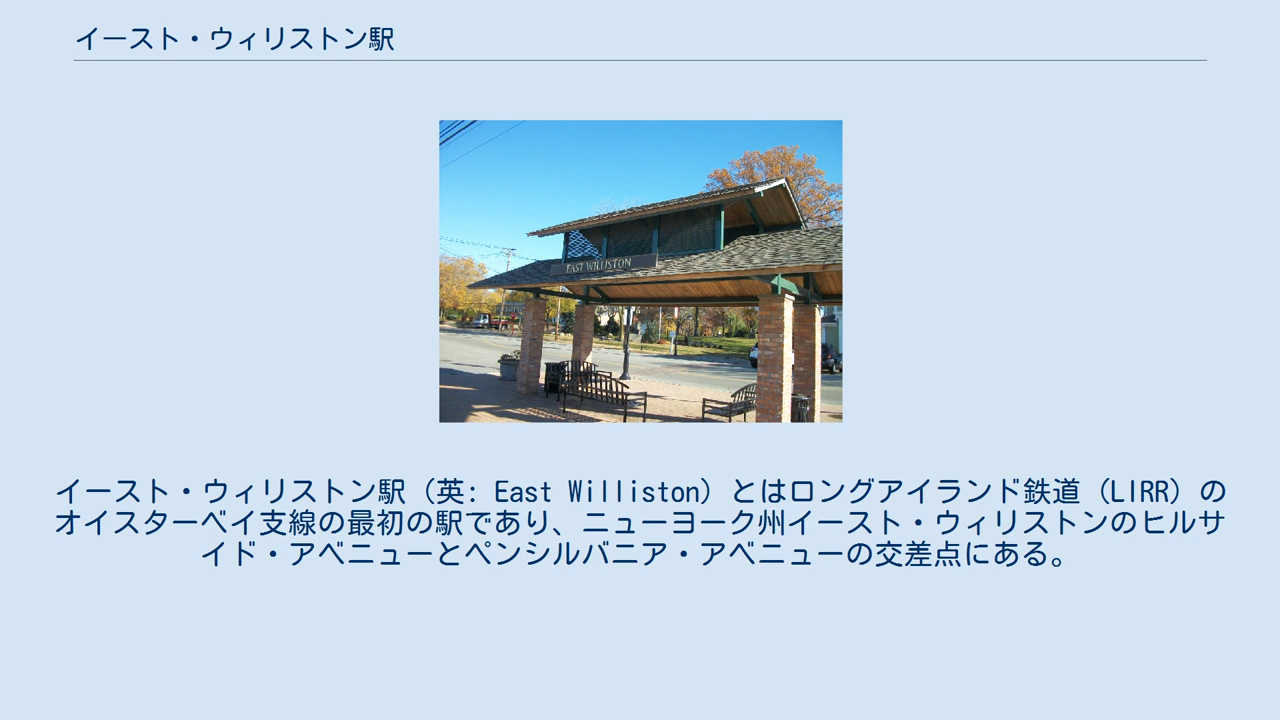 イースト・ウィリストン駅
EAST WILLISTON
イースト・ウィリストン駅（英: East Williston）とはロングアイランド鉄道（LIRR）の
オイスターベイ支線の最初の駅であり、ニューヨーク州イースト・ウィリストンのヒルサ
イド・アベニューとペンシルバニア・アベニューの交差点にある。